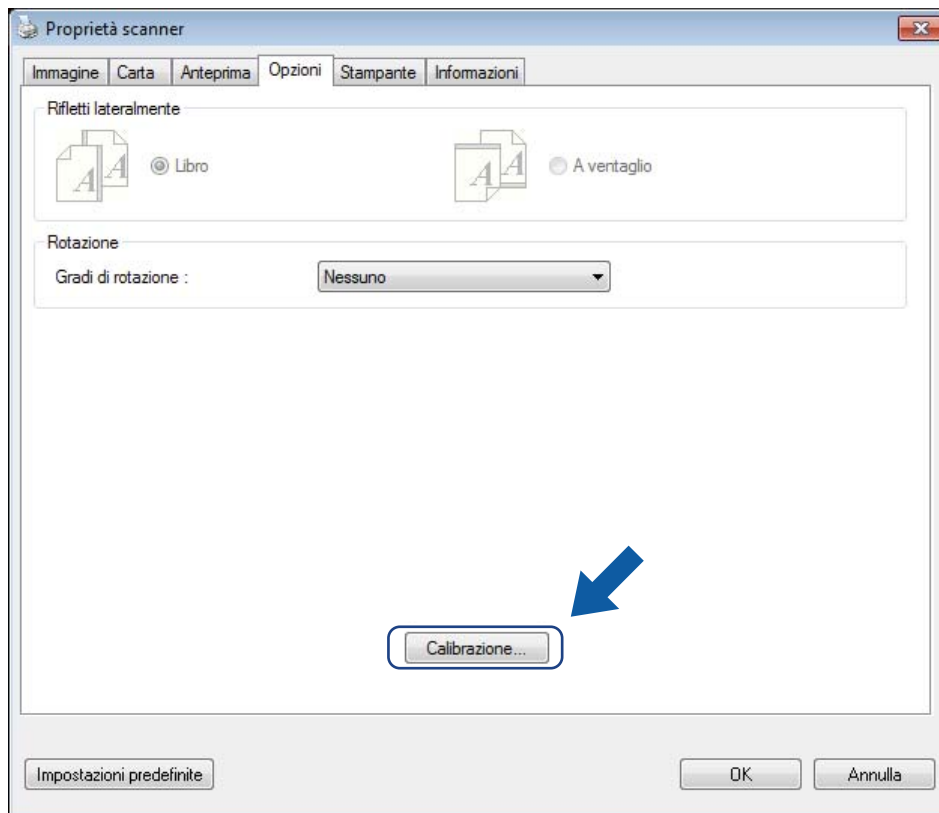 Proprietà scanner
Immagine Carta Anteprima Opzioni Stampante Informazioni
Rifletti lateralmente
A A Libro A A A ventaglio
Rotazione
Gradi di rotazione : Nessuno
Calibrazione...
Impostazioni predefinite OK Annulla